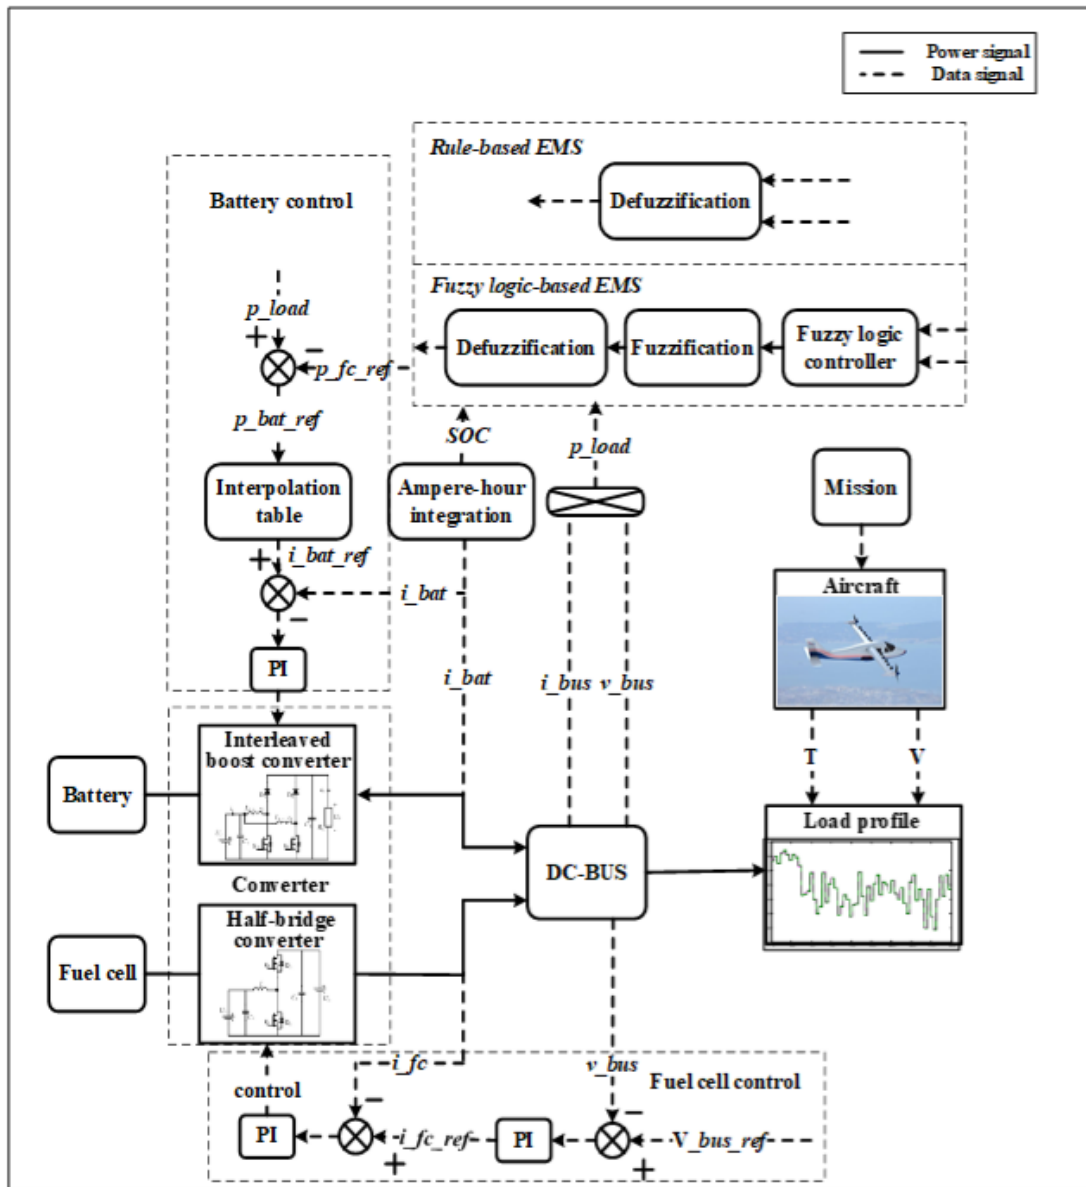 Power signal
Data signal
Rule-based EMS
Defuzzification
Battery control
Fuzzy logic-based EMS
p_load
+
−
Defuzzification
Fuzzification
Fuzzy logic
controller
p_fc_ref
p_bat_ref
SOC
p_load
Interpolation
table
Ampere-hour
integration
Mission
+
i_bat_ref
i_bat
−
Aircraft
PI
i_bat
i_bus
v_bus
T
V
Interleaved
boost converter
Battery
Load profile
DC-BUS
Converter
Half-bridge
converter
Fuel cell
i_fc
v_bus
Fuel cell control
control
−
−
PI
i_fc_ref
PI
V_bus_ref
+
+